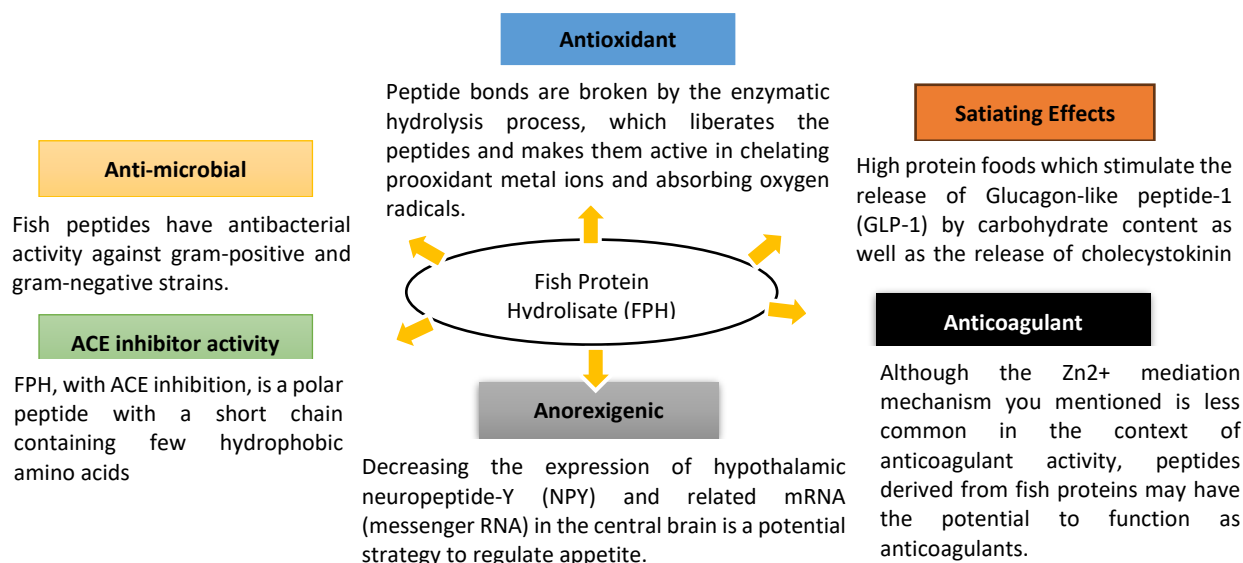 Antioxidant
Peptide bonds are broken by the enzymatic
hydrolysis process, which liberates the
peptides and makes them active in chelating
prooxidant metal ions and absorbing oxygen
radicals.
Satiating Effects
High protein foods which stimulate the
release of Glucagon-like peptide-1
(GLP-1) by carbohydrate content as
well as the release of cholecystokinin
Anti-microbial
Fish peptides have antibacterial
activity against gram-positive and
gram-negative strains.
Fish Protein
Hydrolisate (FPH)
ACE inhibitor activity
FPH, with ACE inhibition, is a polar
peptide with a short chain
containing few hydrophobic
amino acids
Anticoagulant
Although the Zn2+ mediation
mechanism you mentioned is less
common in the context of
anticoagulant activity, peptides
derived from fish proteins may have
the potential to function as
anticoagulants.
Anorexigenic
Decreasing the expression of hypothalamic
neuropeptide-Y (NPY) and related mRNA
(messenger RNA) in the central brain is a potential
strategy to regulate appetite.